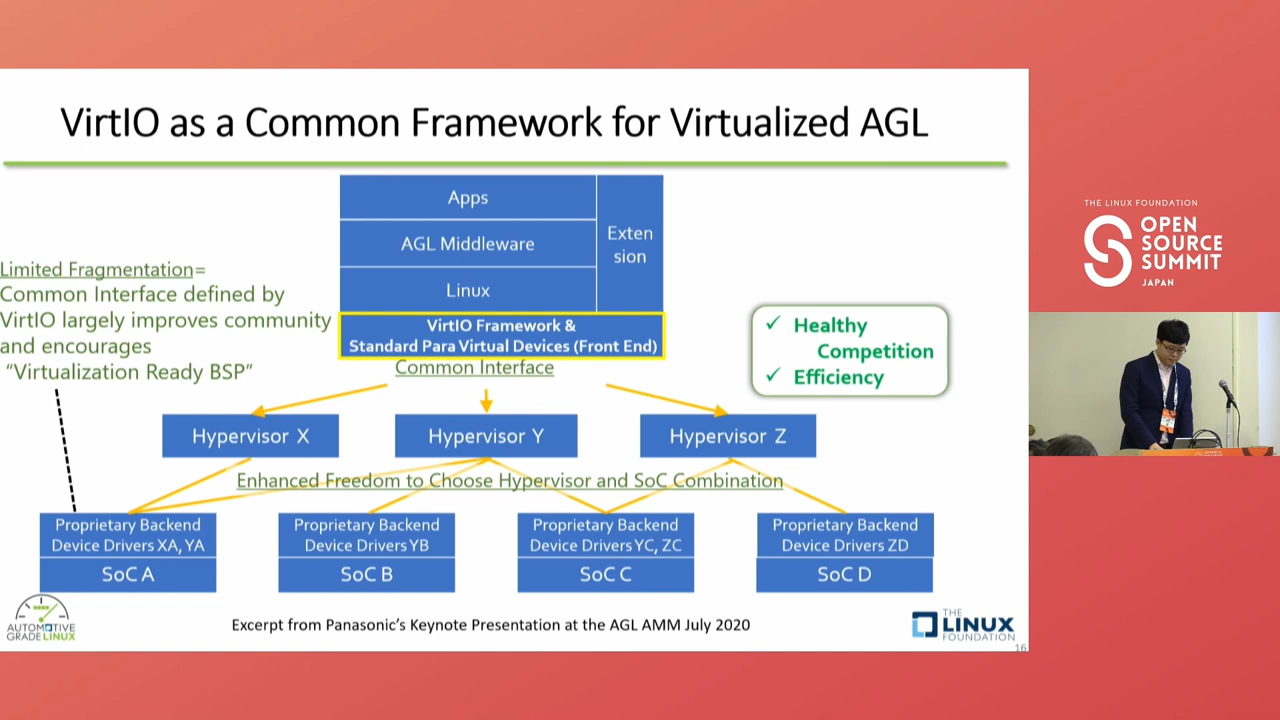 VirtIO as a Common Framework for Virtualized AGL
Apps
AGL Middleware
Linux
Exten
sion
VirtIO Framework &
Standard Para Virtual Devices (Front End)
Common Interface
Limited Fragmentation=
Common Interface defined by
VirtIO largely improves community
and encourages
“Virtualization Ready BSP”
✓ Healthy
Competition
✓ Efficiency
Hypervisor X
Hypervisor Y
Hypervisor Z
Enhanced Freedom to Choose Hypervisor and SoC Combination
Proprietary Backend
Device Drivers XA, YA
SoC A
Proprietary Backend
Device Drivers YB
SoC B
Proprietary Backend
Device Drivers YC, ZC
SoC C
Proprietary Backend
Device Drivers ZD
SoC D
AUTOMOTIVE
GRADE LINUX
Excerpt from Panasonic’s Keynote Presentation at the AGL AMM July 2020
THE
LINUX
FOUNDATION
16
THE LINUX FOUNDATION
OPEN
SOURCE
SUMMIT
JAPAN